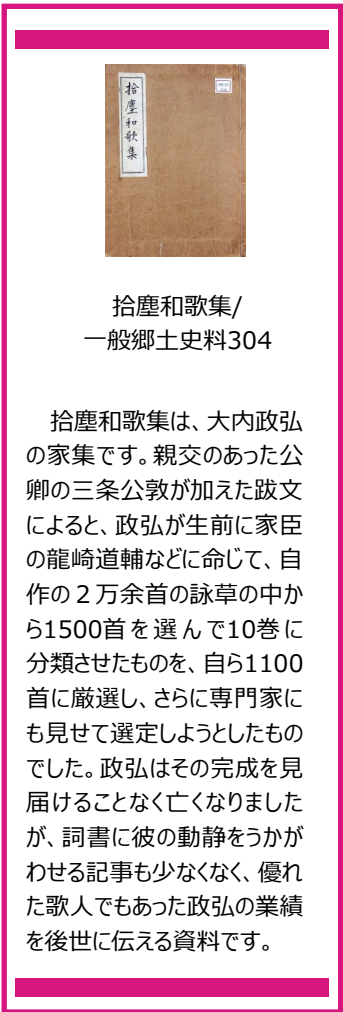 拾塵和歌集
拾塵和歌集/
一般郷土史料304
拾塵和歌集は、大内政弘
の家集です。親交のあった公
卿の三条公敦が加えた跋文
によると、政弘が生前に家臣
の龍崎道輔などに命じて、自
作の２万余首の詠草の中か
ら1500首を選んで10巻に
分類させたものを、自ら1100
首に厳選し、さらに専門家に
も見せて選定しようとしたもの
でした。政弘はその完成を見
届けることなく亡くなりました
が、詞書に彼の動静をうかが
わせる記事も少なくなく、優れ
た歌人でもあった政弘の業績
を後世に伝える資料です。